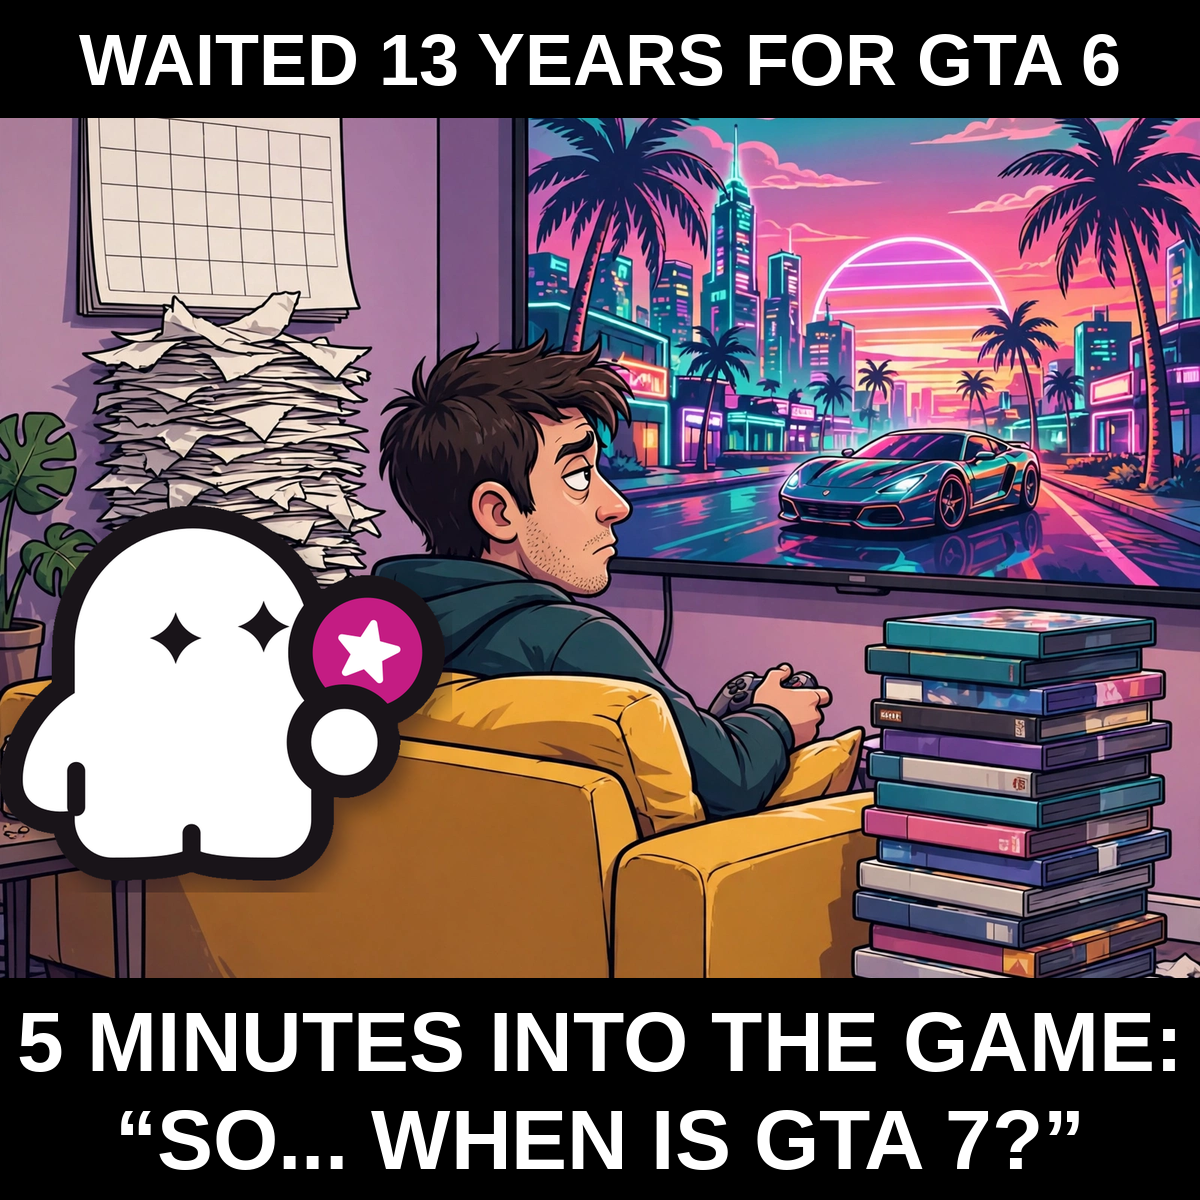 WAITED 13 YEARS FOR GTA 6
5 MINUTES INTO THE GAME:
“SO... WHEN IS GTA 7?”